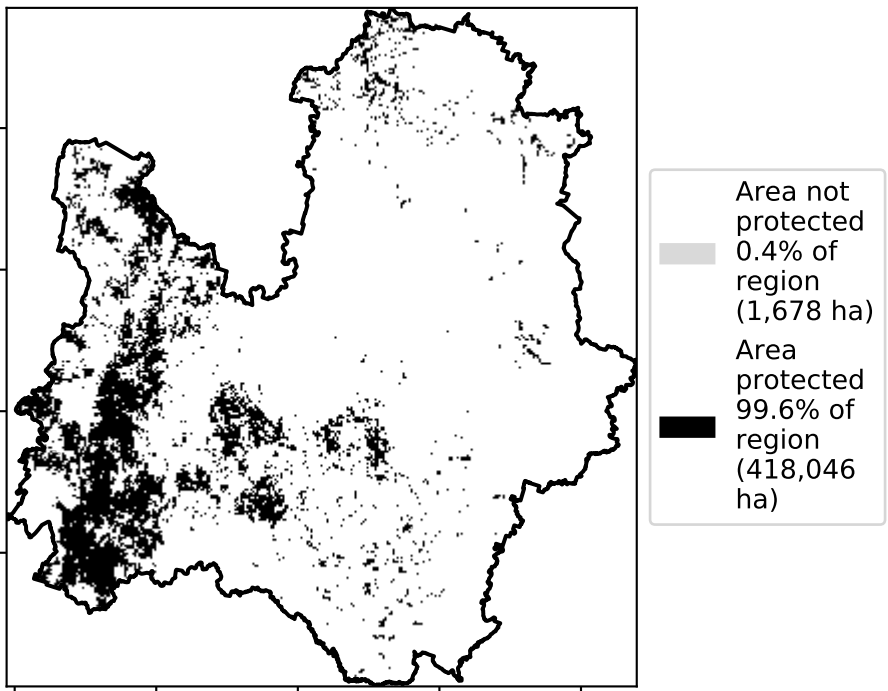 Area not
protected
0.4% of
region
(1,678 ha)
Area
protected
99.6% of
region
(418,046
ha)